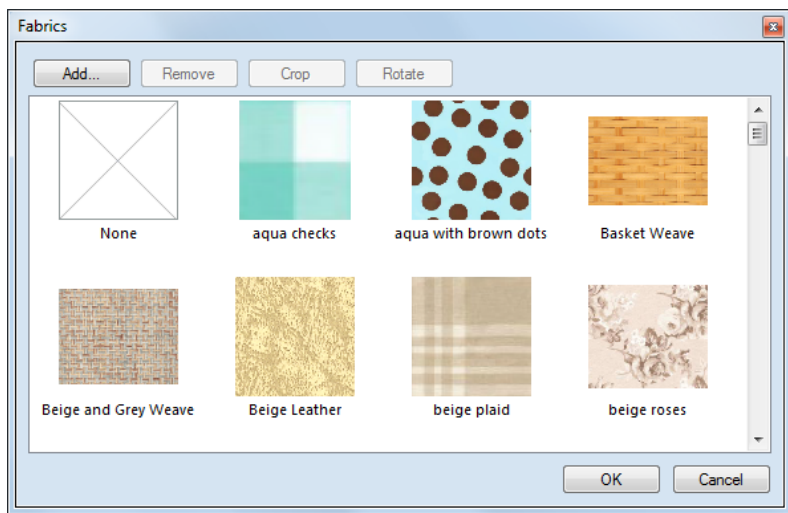 Fabrics
Add... Remove Crop Rotate
None aqua checks aqua with brown dots Basket Weave
Beige and Grey Weave Beige Leather beige plaid beige roses
OK Cancel